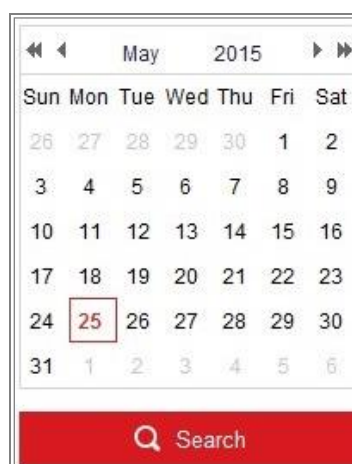 May 2015
Sun Mon Tue Wed Thu Fri Sat
26 27 28 29 30 1 2
3 4 5 6 7 8 9
10 11 12 13 14 15 16
17 18 19 20 21 22 23
24 25 26 27 28 29 30
31 1 2 3 4 5 6
Search